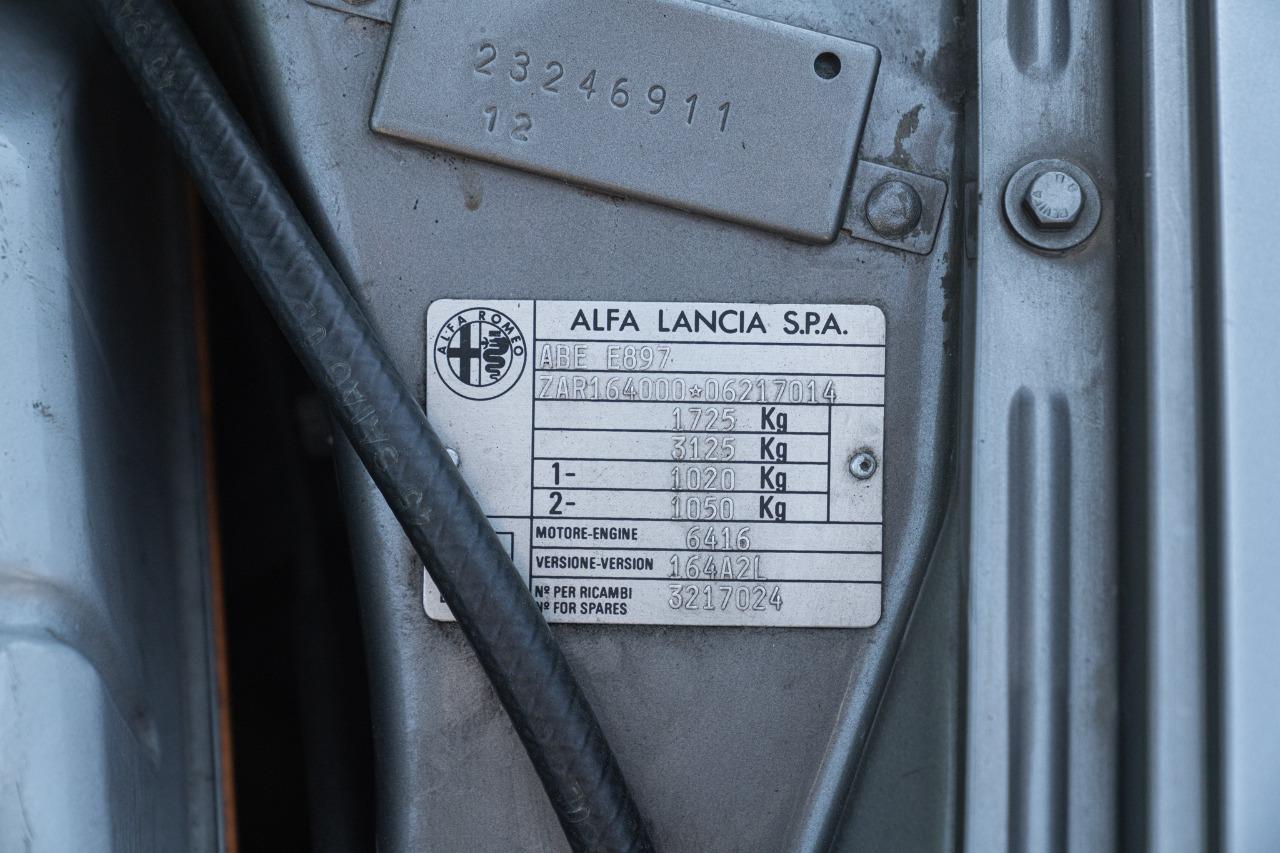 23246911
12
ALFA ROMEO
ALFA LANCIA S.P.A.
ABE E897
ZAR164000*06217014
1725 Kg
3125 Kg
1- 1020 Kg
2- 1050 Kg
MOTORE-ENGINE 6416
VERSIONE-VERSION 164A2L
Nº PER RICAMBI 3217024
Nº FOR SPARES